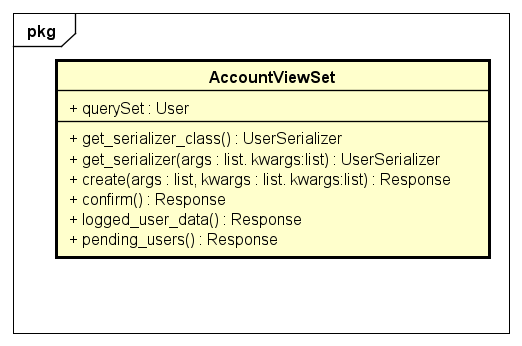 pkg
AccountViewSet
+ querySet : User
+ get_serializer_class() : UserSerializer
+ get_serializer(args : list. kwargs:list) : UserSerializer
+ create(args : list, kwargs : list. kwargs:list) : Response
+ confirm() : Response
+ logged_user_data() : Response
+ pending_users() : Response